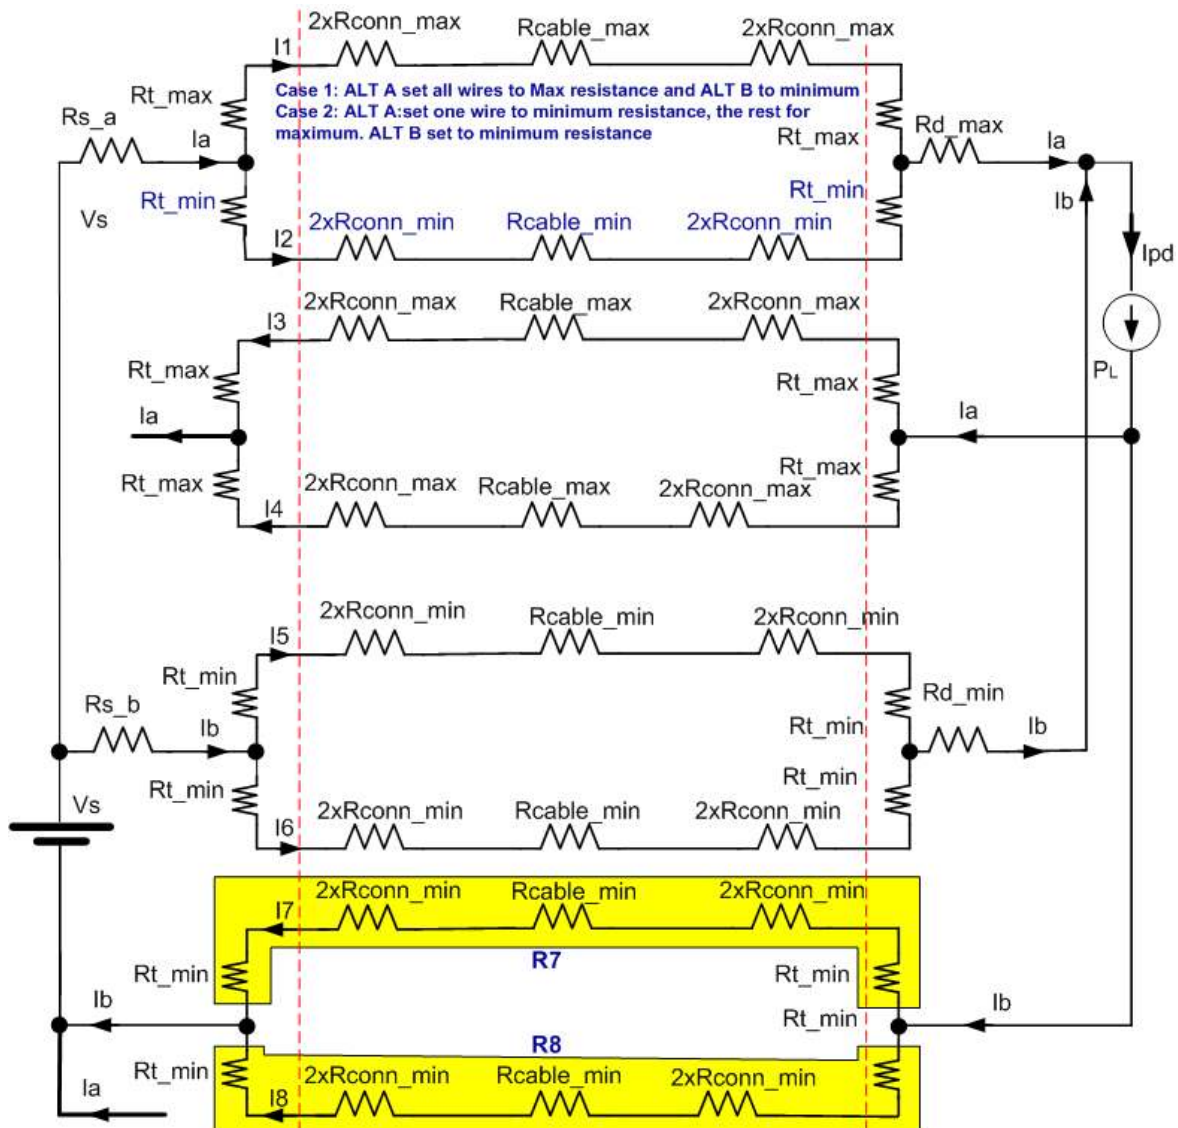 2xRconn_max Rcable_max 2xRconn_max
I1
Case 1: ALT A set all wires to Max resistance and ALT B to minimum
Rt_max
Case 2: ALT A:set one wire to minimum resistance, the rest for
Rs_a Rd_max
maximum. ALT B set to minimum resistance
Rt_max
Ia Ia
Rt_min Rt_min
Ib
Vs
2xRconn_min Rcable_min 2xRconn_min
I2
Ipd
2xRconn_max Rcable_max 2xRconn_max
I3
Rt_max Rt_max
PL
Ia Ia
Rt_max Rt_max
2xRconn_max Rcable_max 2xRconn_max
I4
2xRconn_min Rcable_min 2xRconn_min
I5
Rt_min
Rs_b Rd_min
Ib Rt_min Ib
Rt_min Rt_min
Vs
2xRconn_min Rcable_min 2xRconn_min
I6
2xRconn_min Rcable_min 2xRconn_min
I7
R7
Rt_min Rt_min
Ib Ib
Rt_min
R8
Rt_min
2xRconn_min Rcable_min 2xRconn_min
Ia
I8